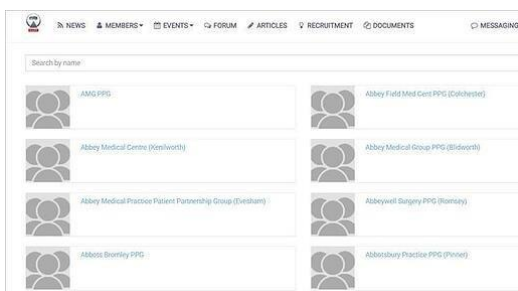 NEWS MEMBERS EVENTS FORUM ARTICLES RECRUITMENT DOCUMENTS MESSAGING
Search by name
AMG PPG
Abbey Field Med Cent PPG (Colchester)
Abbey Medical Centre (Kenilworth)
Abbey Medical Group PPG (Blidworth)
Abbey Medical Practice Patient Partnership Group (Evesham)
Abbeywell Surgery PPG (Romsey)
Abbots Bromley PPG
Abbotsbury Practice PPG (Pinner)